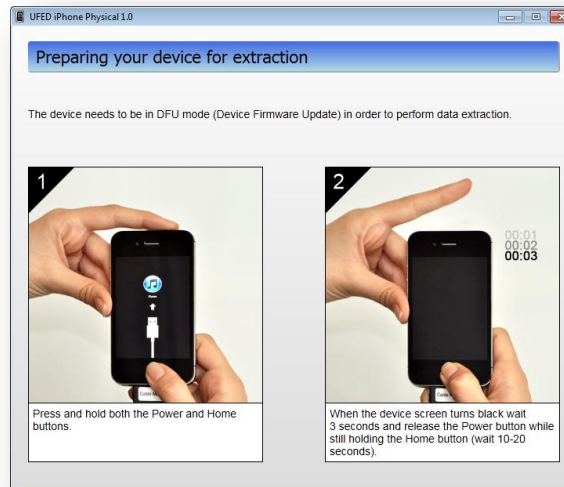 UFED iPhone Physical 1.0
Preparing your device for extraction
The device needs to be in DFU mode (Device Firmware Update) in order to perform data extraction.
1
Press and hold both the Power and Home
buttons.
2
00:01
00:02
00:03
When the device screen turns black wait
3 seconds and release the Power button while
still holding the Home button (wait 10-20
seconds).